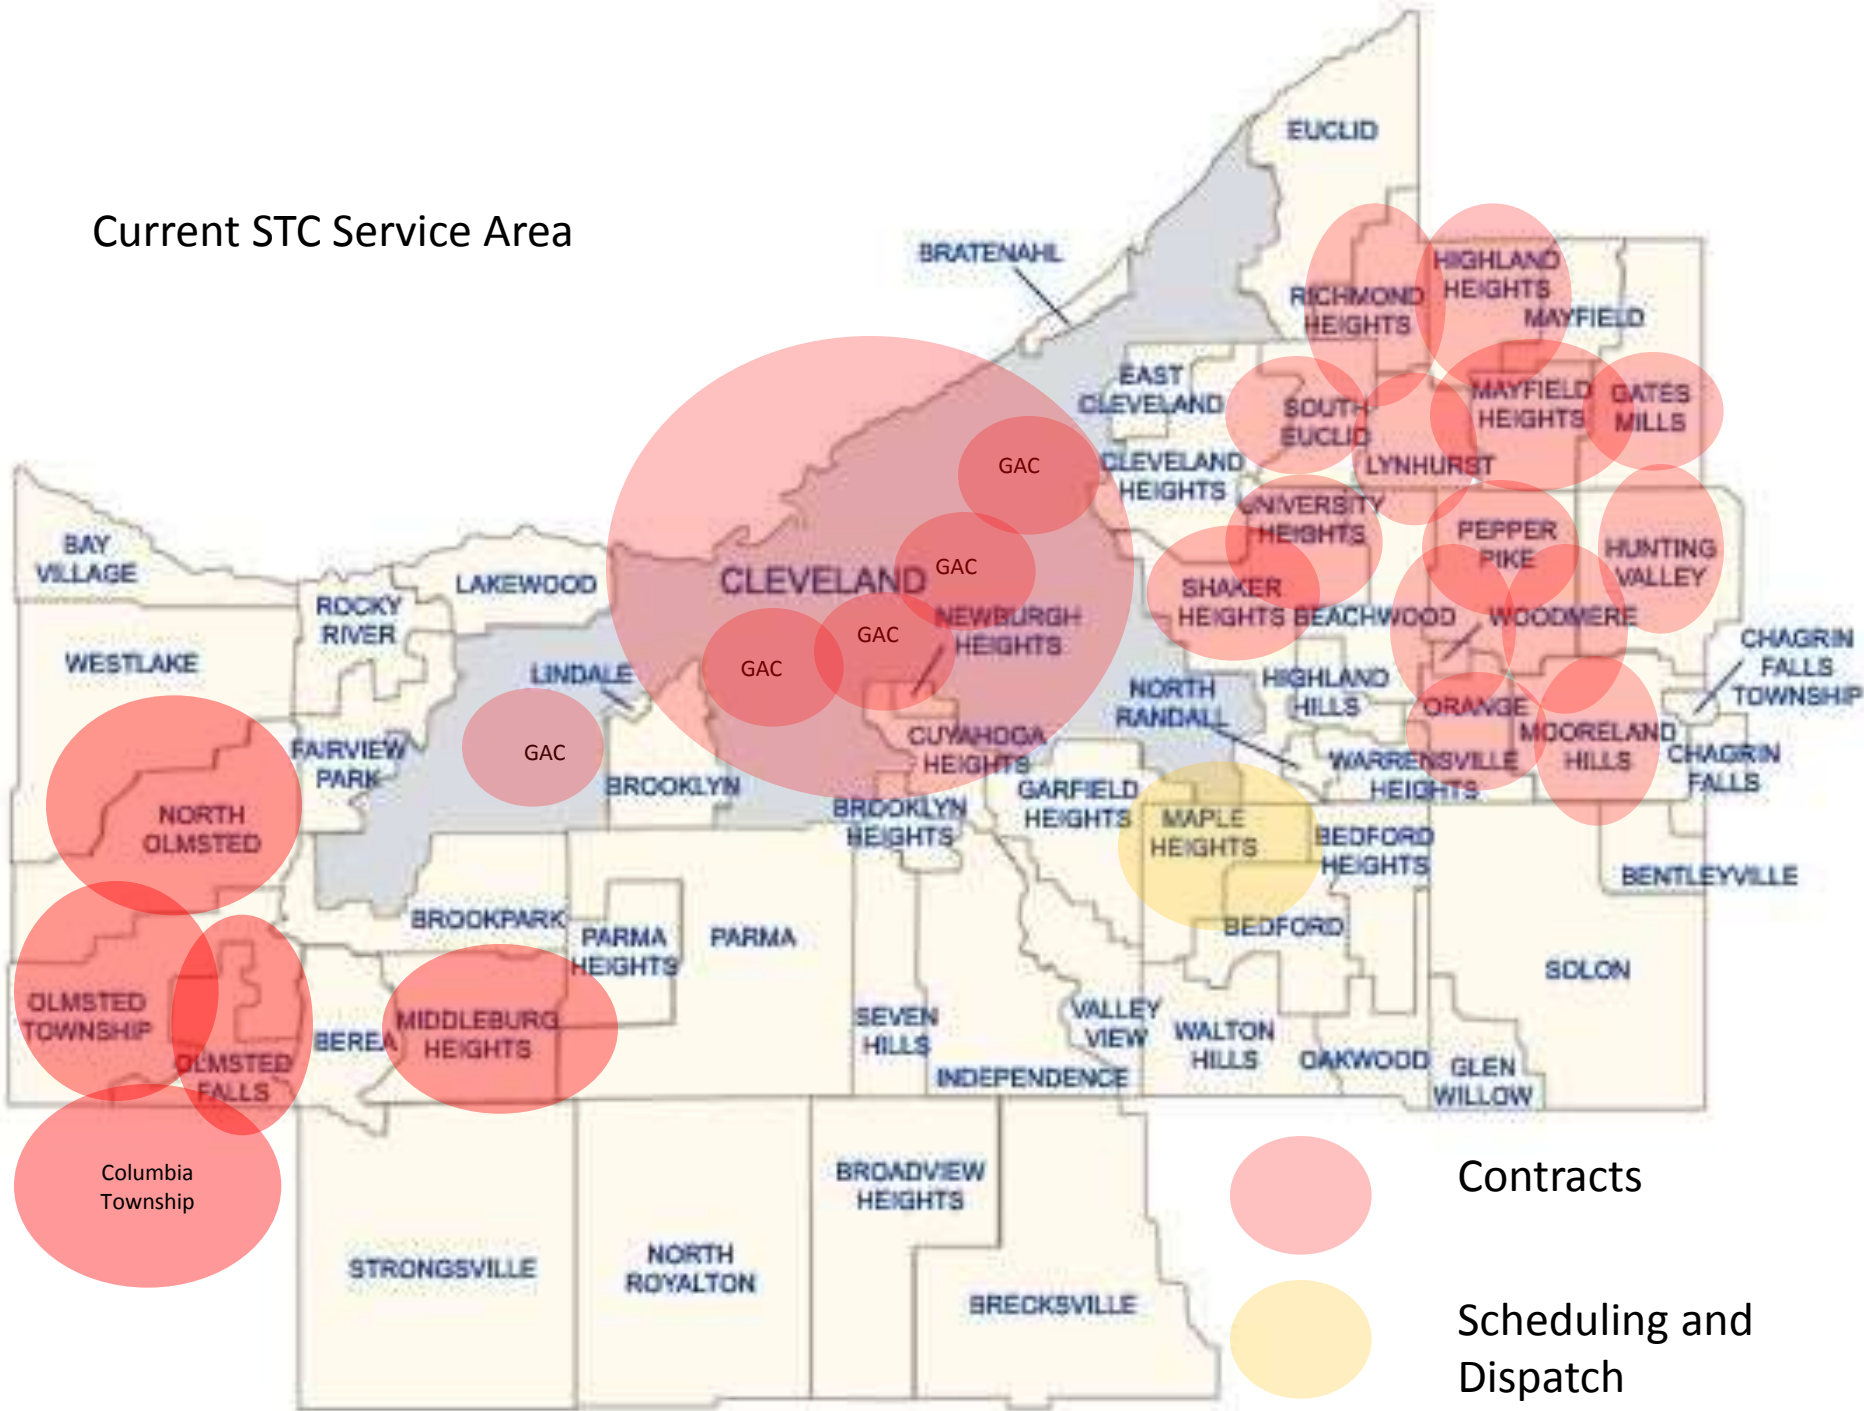 Current STC Service Area
EUCLID
BRATENAHL
HIGHLAND
HEIGHTS
RICHMOND
HEIGHTS
MAYFIELD
EAST
CLEVELAND
SOUTH
EUCLID
MAYFIELD
HEIGHTS
GATES
MILLS
GAC
CLEVELAND
HEIGHTS
LYNHURST
UNIVERSITY
HEIGHTS
PEPPER
PIKE
HUNTING
VALLEY
BAY
VILLAGE
LAKEWOOD
CLEVELAND
GAC
ROCKY
RIVER
SHAKER
HEIGHTS
BEACHWOOD
WOODMERE
NEWBURGH
HEIGHTS
GAC
GAC
WESTLAKE
LINDALE
CHAGRIN
FALLS
TOWNSHIP
NORTH
RANDALL
HIGHLAND
HILLS
ORANGE
MOORELAND
HILLS
FAIRVIEW
PARK
GAC
CUYAHOGA
HEIGHTS
WARRENSVILLE
HEIGHTS
CHAGRIN
FALLS
BROOKLYN
NORTH
OLMSTED
BROOKLYN
HEIGHTS
GARFIELD
HEIGHTS
MAPLE
HEIGHTS
BEDFORD
HEIGHTS
BENTLEYVILLE
BROOKPARK
PARMA
HEIGHTS
PARMA
BEDFORD
SOLON
OLMSTED
TOWNSHIP
OLMSTED
FALLS
BEREA
MIDDLEBURG
HEIGHTS
SEVEN
HILLS
VALLEY
VIEW
WALTON
HILLS
OAKWOOD
GLEN
WILLOW
INDEPENDENCE
Columbia
Township
BROADVIEW
HEIGHTS
STRONGSVILLE
NORTH
ROYALTON
BRECKSVILLE
Contracts
Scheduling and
Dispatch